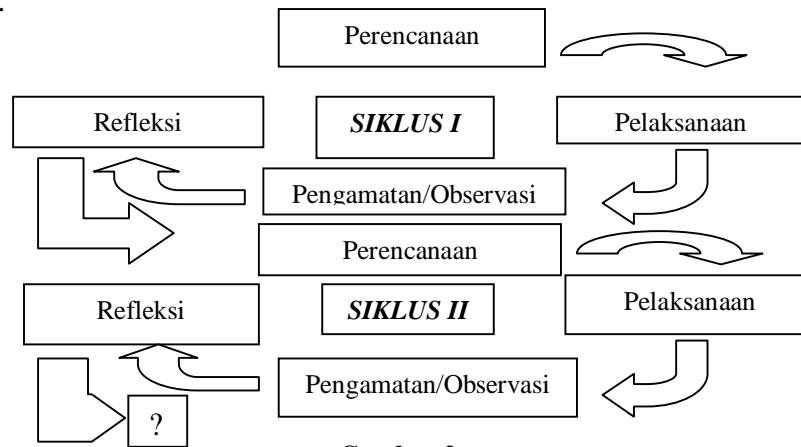 .
Perencanaan
Refleksi
SIKLUS I
Pelaksanaan
Pengamatan/Observasi
Perencanaan
Refleksi
SIKLUS II
Pelaksanaan
Pengamatan/Observasi
?